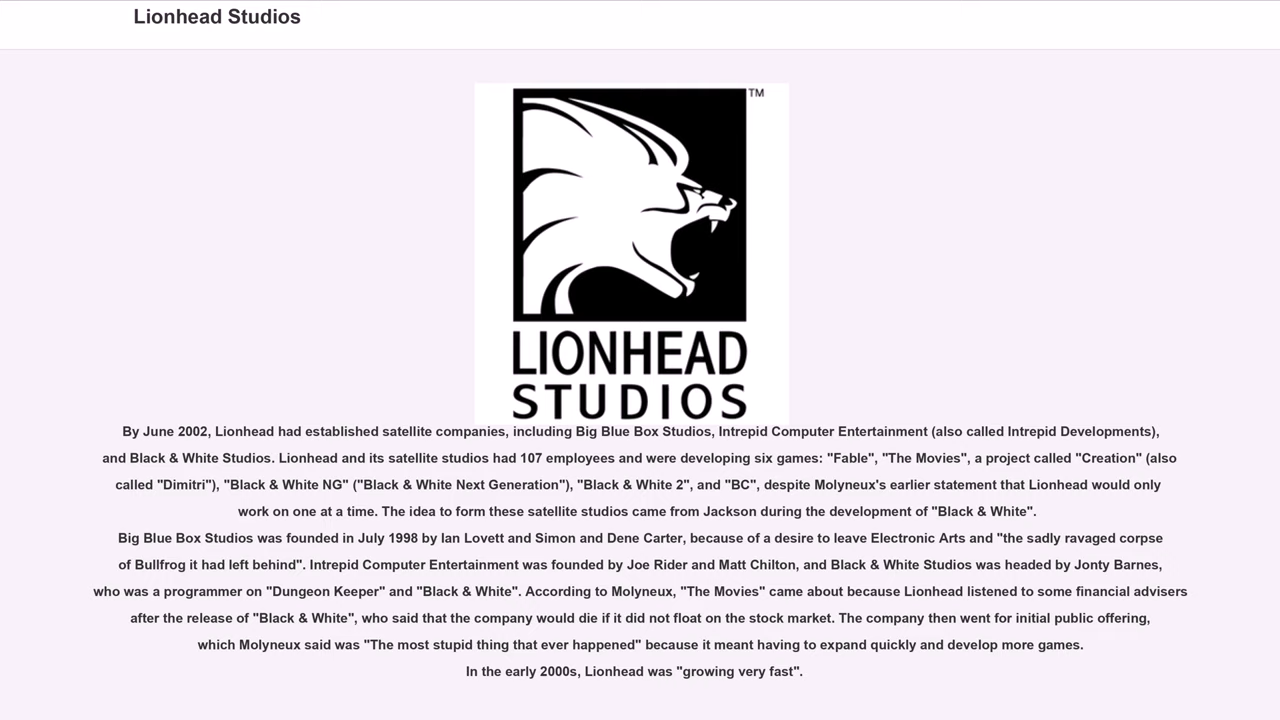 Lionhead Studios
TM
LIONHEAD
STUDIOS
By June 2002, Lionhead had established satellite companies, including Big Blue Box Studios, Intrepid Computer Entertainment (also called Intrepid Developments),
and Black & White Studios. Lionhead and its satellite studios had 107 employees and were developing six games: "Fable", "The Movies", a project called "Creation" (also
called "Dimitri"), "Black & White NG" ("Black & White Next Generation"), "Black & White 2", and "BC", despite Molyneux's earlier statement that Lionhead would only
work on one at a time. The idea to form these satellite studios came from Jackson during the development of "Black & White".
Big Blue Box Studios was founded in July 1998 by Ian Lovett and Simon and Dene Carter, because of a desire to leave Electronic Arts and "the sadly ravaged corpse
of Bullfrog it had left behind". Intrepid Computer Entertainment was founded by Joe Rider and Matt Chilton, and Black & White Studios was headed by Jonty Barnes,
who was a programmer on "Dungeon Keeper" and "Black & White". According to Molyneux, "The Movies" came about because Lionhead listened to some financial advisers
after the release of "Black & White", who said that the company would die if it did not float on the stock market. The company then went for initial public offering,
which Molyneux said was "The most stupid thing that ever happened" because it meant having to expand quickly and develop more games.
In the early 2000s, Lionhead was "growing very fast".